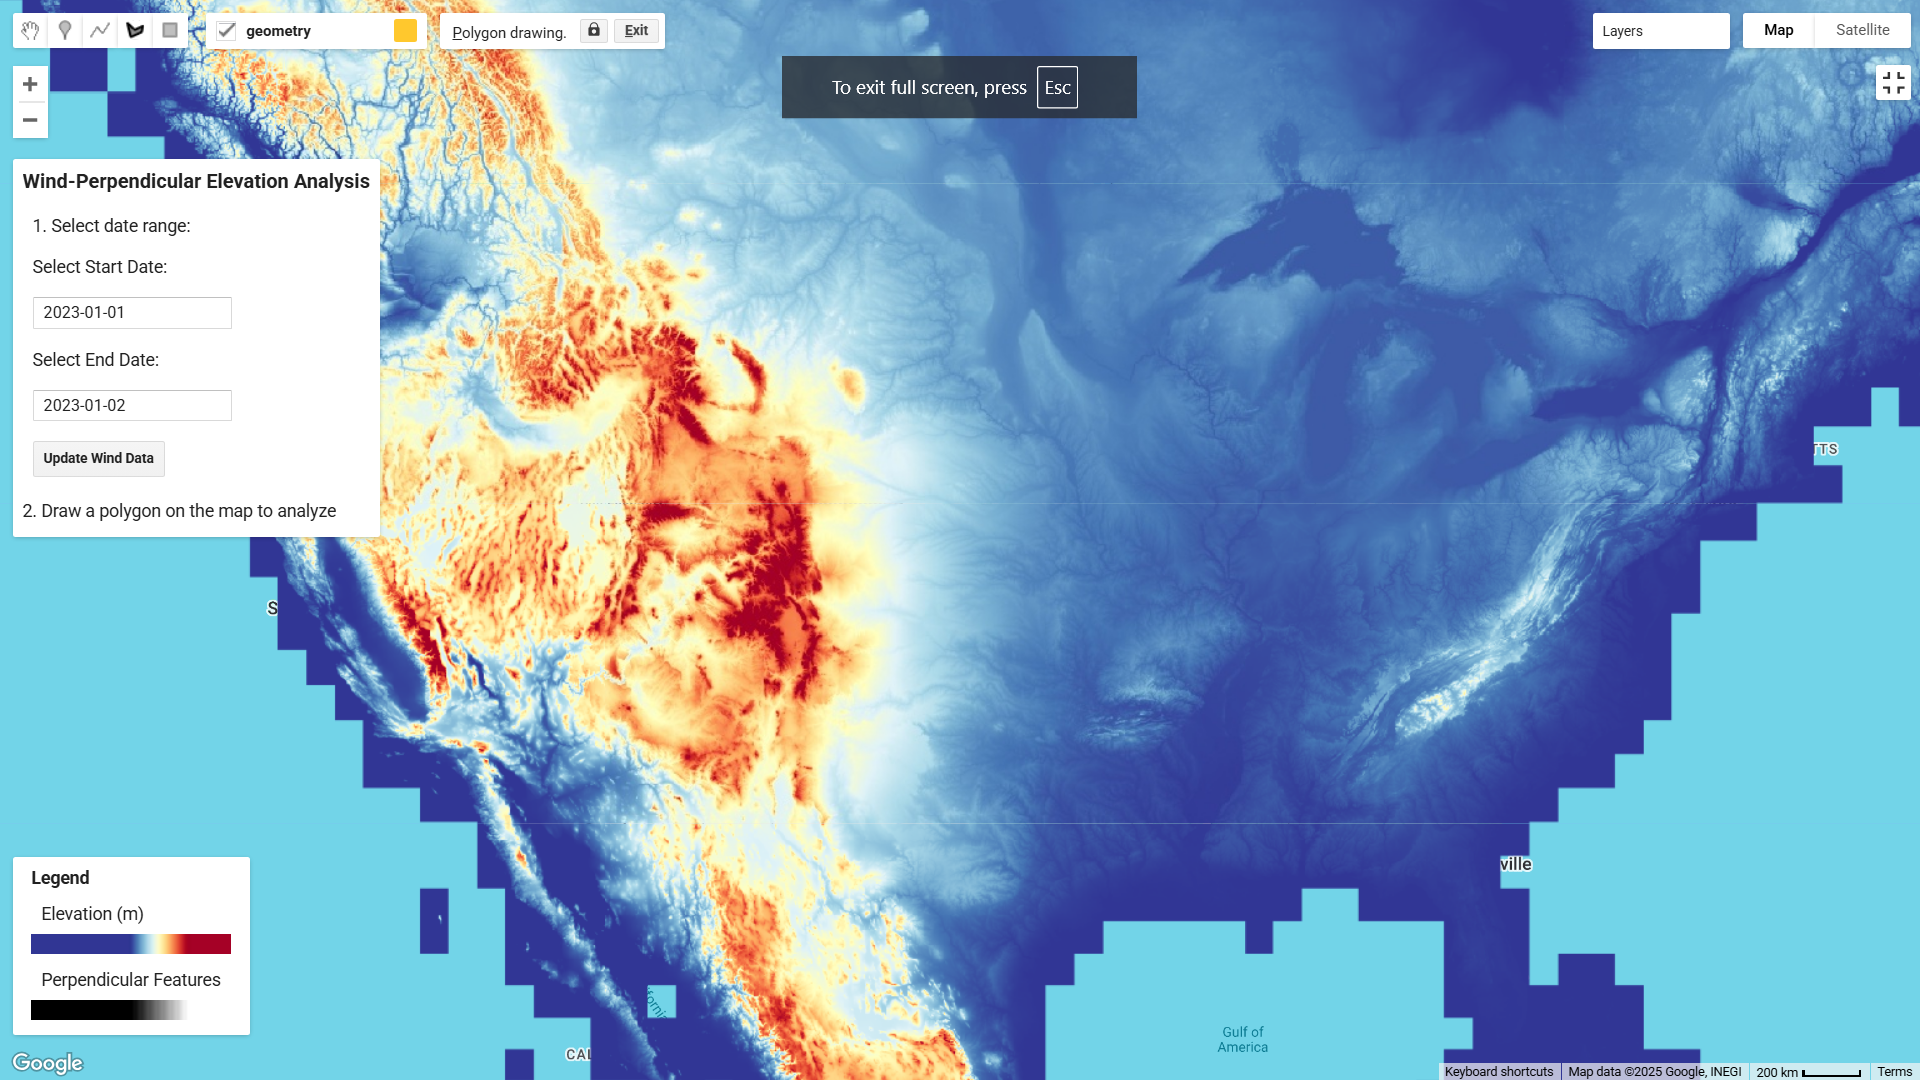 geometry
Polygon drawing.
Exit
Layers
Map
Satellite
To exit full screen, press Esc
Wind-Perpendicular Elevation Analysis
1. Select date range:
Select Start Date:
2023-01-01
Select End Date:
2023-01-02
Update Wind Data
2. Draw a polygon on the map to analyze
TTS
S
ville
Legend
Elevation (m)
Perpendicular Features
Gulf of
America
CAL
Google
Keyboard shortcuts
Map data ©2025 Google, INEGI
200 km
Terms